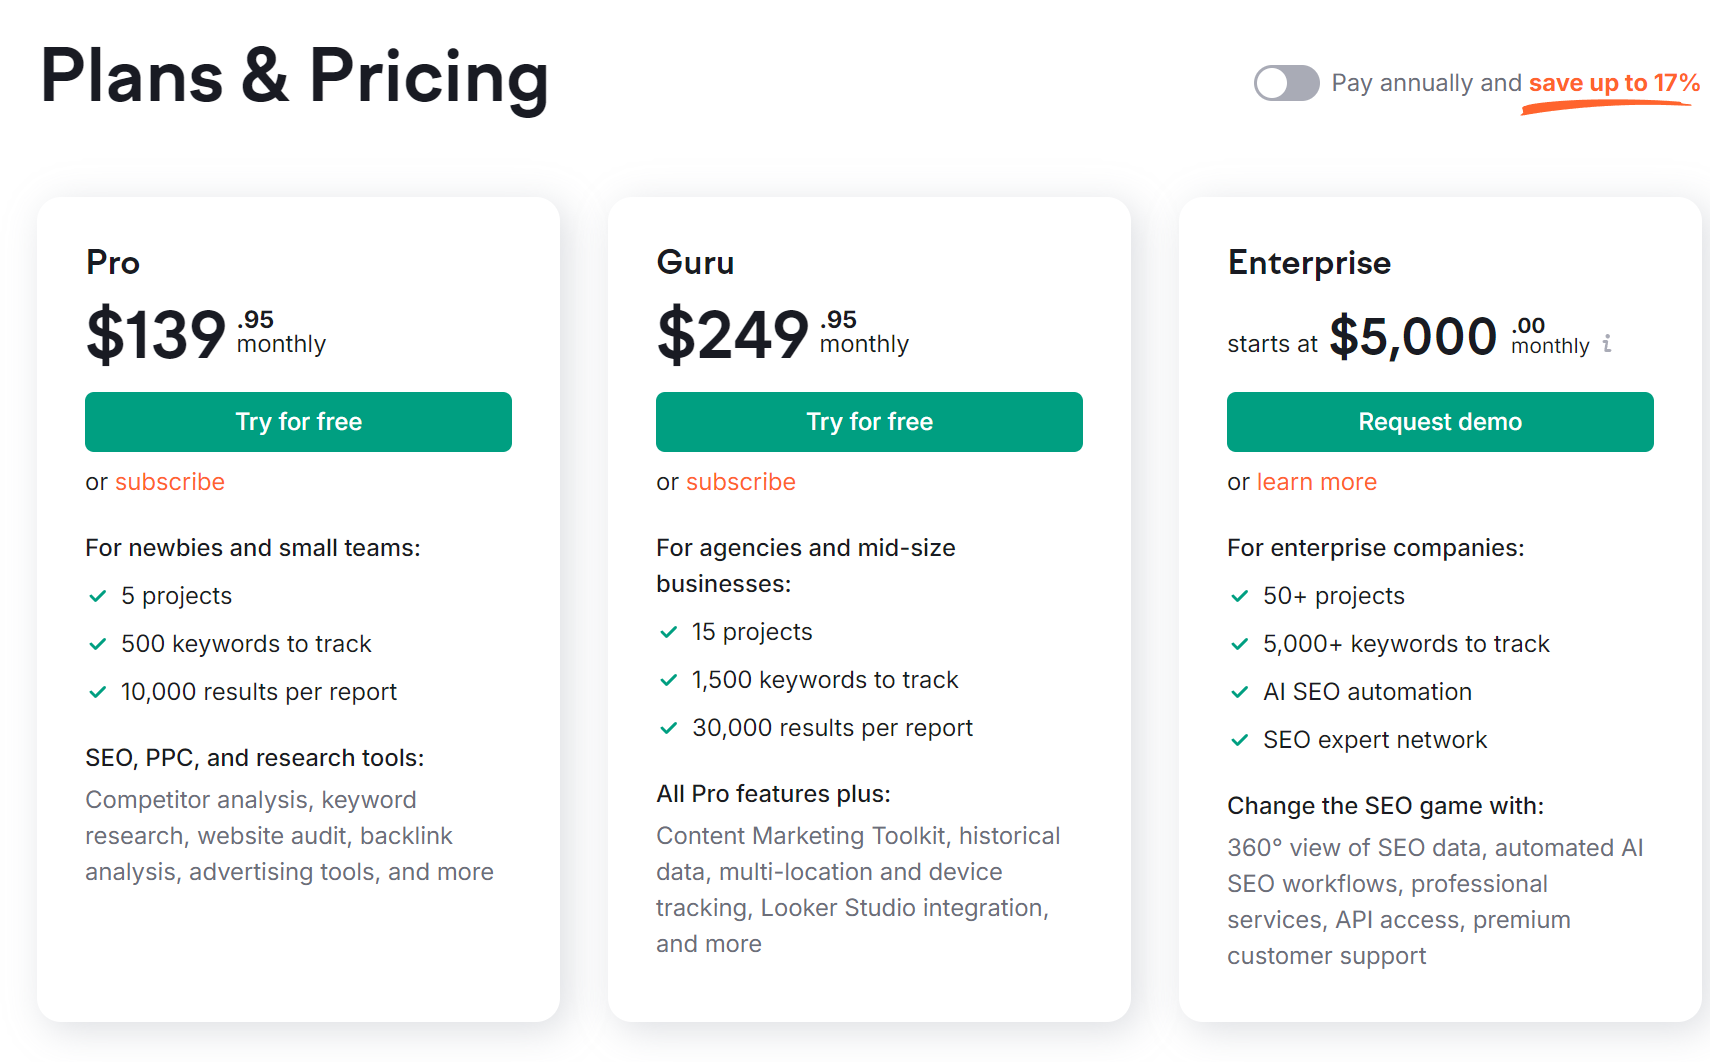 Plans & Pricing
Pay annually and save up to 17%
Pro
$139 .95 monthly
Try for free
or subscribe
For newbies and small teams:
5 projects
500 keywords to track
10,000 results per report
SEO, PPC, and research tools:
Competitor analysis, keyword
research, website audit, backlink
analysis, advertising tools, and more
Guru
$249 .95 monthly
Try for free
or subscribe
For agencies and mid-size
businesses:
15 projects
1,500 keywords to track
30,000 results per report
All Pro features plus:
Content Marketing Toolkit, historical
data, multi-location and device
tracking, Looker Studio integration,
and more
Enterprise
starts at $5,000 .00 monthly i
Request demo
or learn more
For enterprise companies:
50+ projects
5,000+ keywords to track
AI SEO automation
SEO expert network
Change the SEO game with:
360° view of SEO data, automated AI
SEO workflows, professional
services, API access, premium
customer support